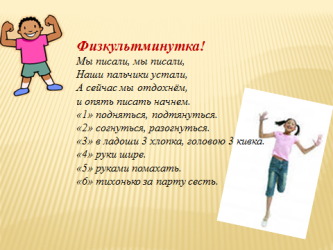 Физкультминутка!
Мы писали, мы писали,
Наши пальчики устали,
А сейчас мы отдохнём,
и опять писать начнем.
«1» подняться, подтянуться.
«2» согнуться, разогнуться.
«3» в ладоши 3 хлопка, головою 3 кивка.
«4» руки шире.
«5» руками помахать.
«6» тихонько за парту сесть.